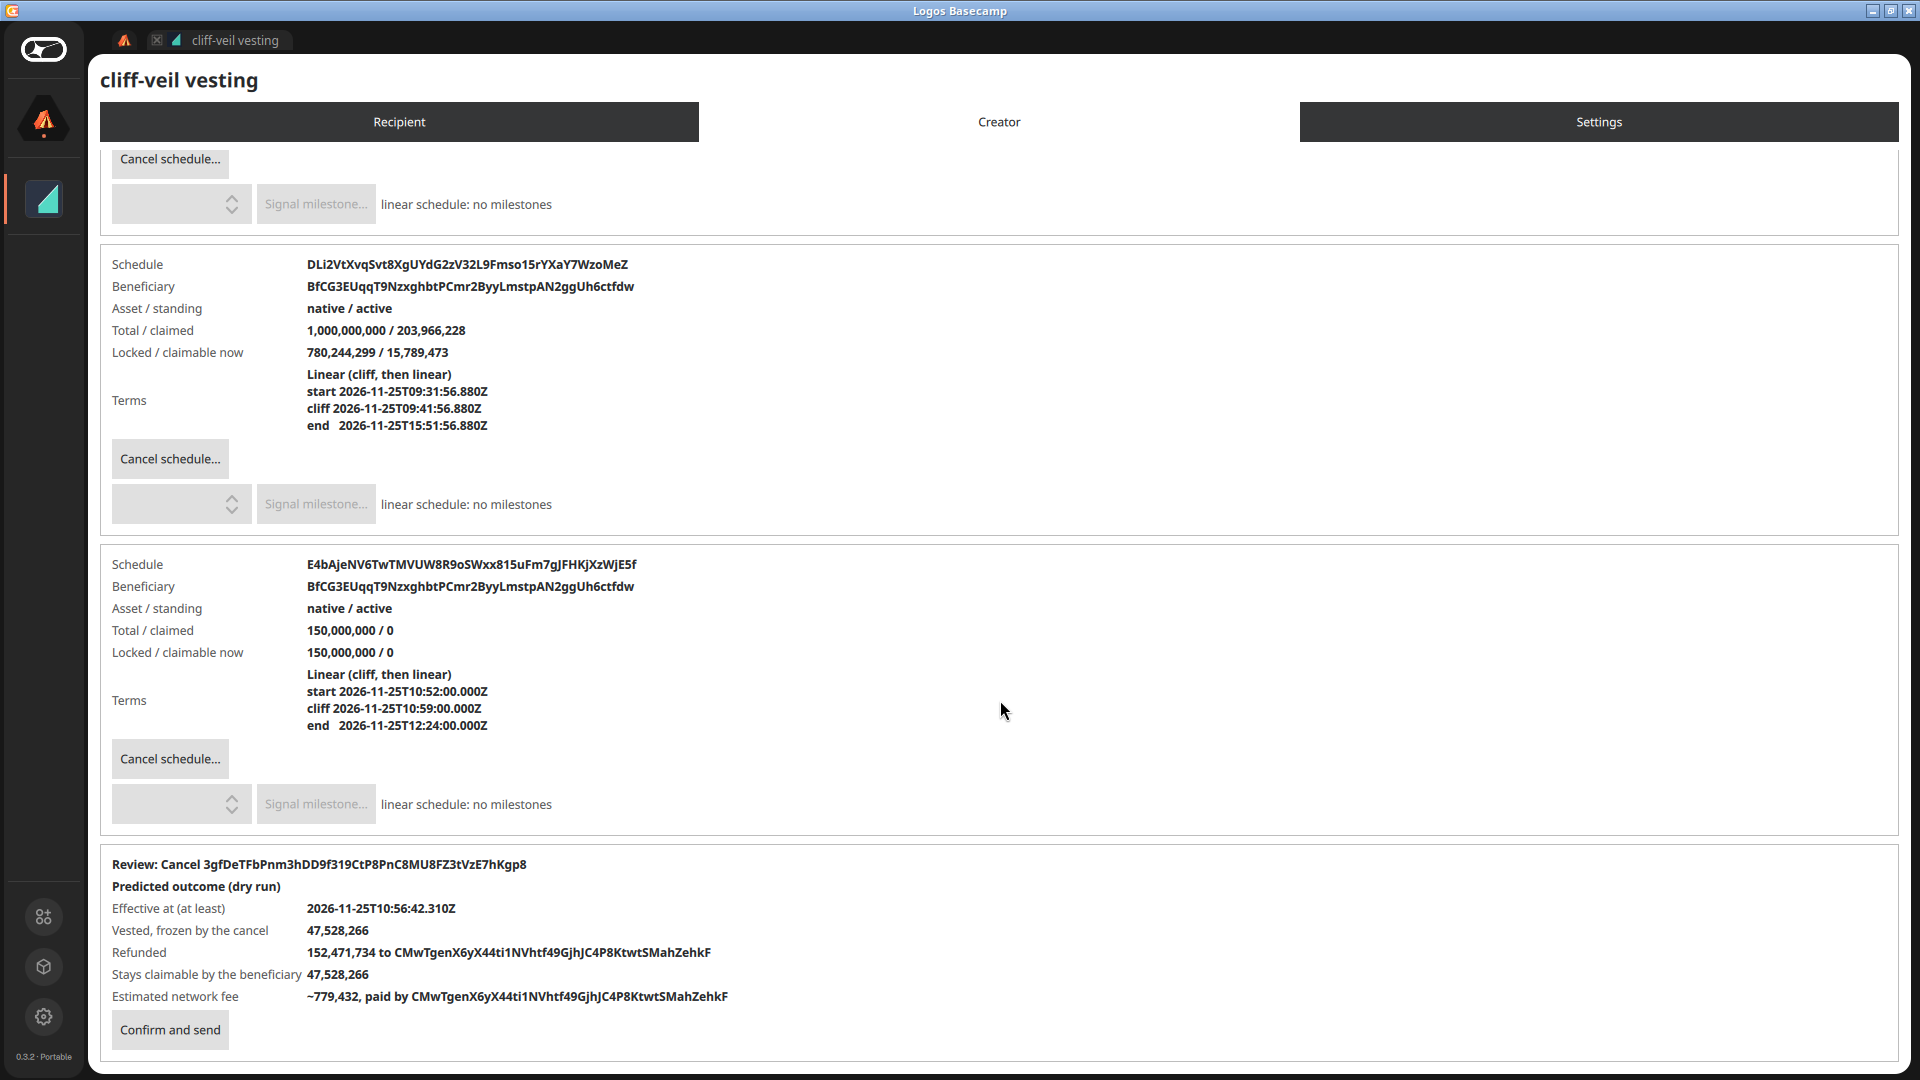 Logos Basecamp
cliff-veil vesting
cliff-veil vesting
Recipient
Creator
Settings
Cancel schedule...
Signal milestone...
linear schedule: no milestones
Schedule DLi2VtXvqSvt8XgUYdG2zV32L9Fmso15rYXaY7WzoMeZ
Beneficiary BfCG3EUqqT9NzxghbtPCmr2ByyLmstpAN2ggUh6ctfdw
Asset / standing native / active
Total / claimed 1,000,000,000 / 203,966,228
Locked / claimable now 780,244,299 / 15,789,473
Terms Linear (cliff, then linear)
start 2026-11-25T09:31:56.880Z
cliff 2026-11-25T09:41:56.880Z
end 2026-11-25T15:51:56.880Z
Cancel schedule...
Signal milestone...
linear schedule: no milestones
Schedule E4bAjeNV6TwTMVUW8R9oSWxx815uFm7gJFHKjXzWjE5f
Beneficiary BfCG3EUqqT9NzxghbtPCmr2ByyLmstpAN2ggUh6ctfdw
Asset / standing native / active
Total / claimed 150,000,000 / 0
Locked / claimable now 150,000,000 / 0
Terms Linear (cliff, then linear)
start 2026-11-25T10:52:00.000Z
cliff 2026-11-25T10:59:00.000Z
end 2026-11-25T12:24:00.000Z
Cancel schedule...
Signal milestone...
linear schedule: no milestones
Review: Cancel 3gfDeTFbPnm3hDD9f319CtP8PnC8MU8FZ3tVzE7hKgp8
Predicted outcome (dry run)
Effective at (at least) 2026-11-25T10:56:42.310Z
Vested, frozen by the cancel 47,528,266
Refunded 152,471,734 to CMwTgenX6yX44ti1NVhtf49GjhJC4P8KtwtSMahZehkF
Stays claimable by the beneficiary 47,528,266
Estimated network fee ~779,432, paid by CMwTgenX6yX44ti1NVhtf49GjhJC4P8KtwtSMahZehkF
Confirm and send
0.3.2 · Portable